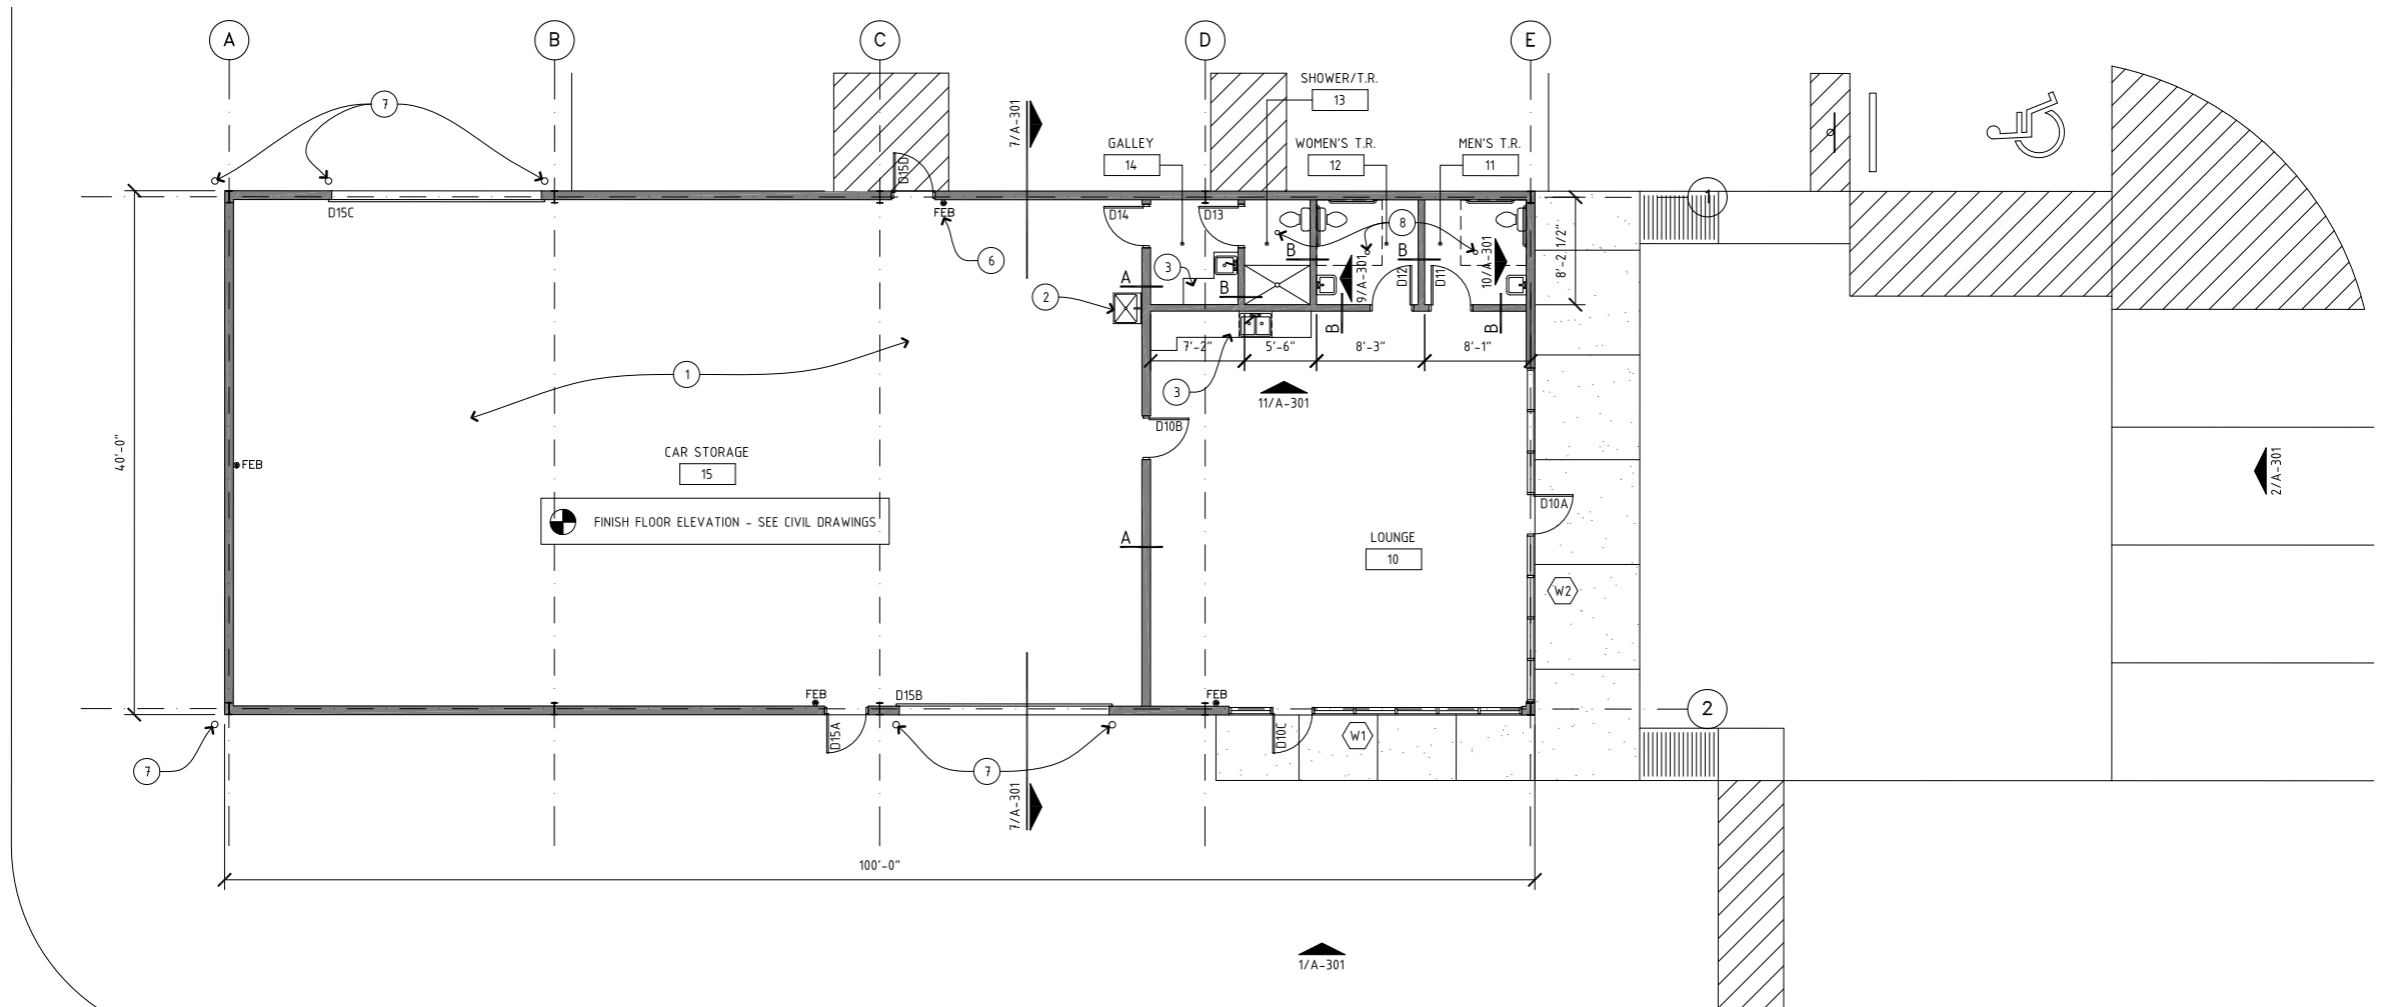 A
B
C
D
E
SHOWER/T.R.
13
7
7/A-301
GALLEY
14
WOMEN'S T.R.
12
MEN'S T.R.
11
D15D
D15C
FEB
D14
D13
1
8
6
B
B
8'-2 1/2"
3
A
9/A-301
D12
D11
10/A-301
B
2
B
B
7'-2"
5'-6"
8'-3"
8'-1"
1
3
11/A-301
D10B
40'-0"
FEB
CAR STORAGE
15
2/A-301
D10A
FINISH FLOOR ELEVATION - SEE CIVIL DRAWINGS
A
LOUNGE
10
W2
FEB
D15B
FEB
2
D15A
D10C
W1
7
7
7/A-301
100'-0"
1/A-301